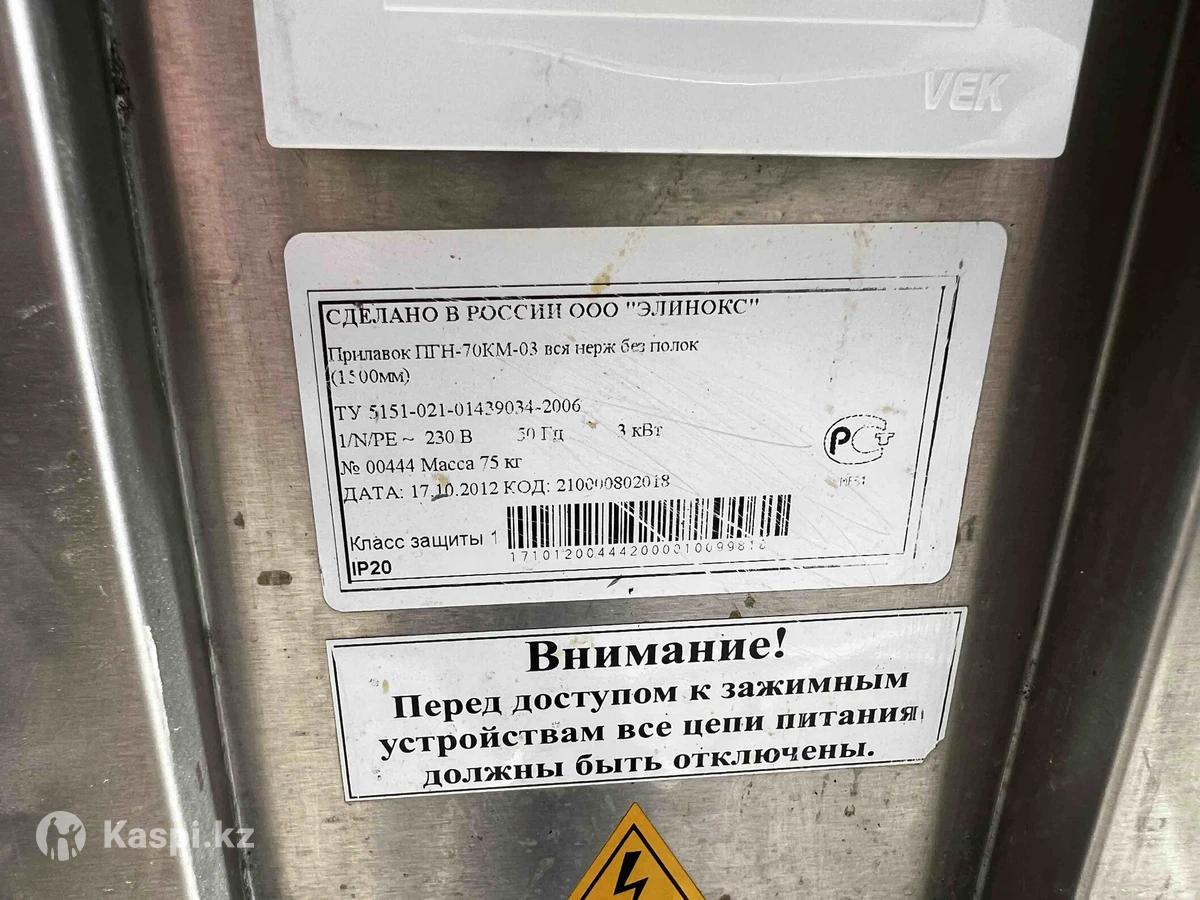 VEK
СДЕЛАНО В РОССИИ ООО "ЭЛИНОКС"
Прилавок ПГН-70КМ-03 вся нерж без полок
(1500мм)
ТУ 5151-021-01439034-2006
1/N/PE ~ 230 В 50 Гц 3 кВт
№ 00444 Масса 75 кг
ДАТА: 17.10.2012 КОД: 210000802018
РСТ
Класс защиты 1
IP20
Внимание!
Перед доступом к зажимным
устройствам все цепи питания
должны быть отключены.
Kaspi.kz